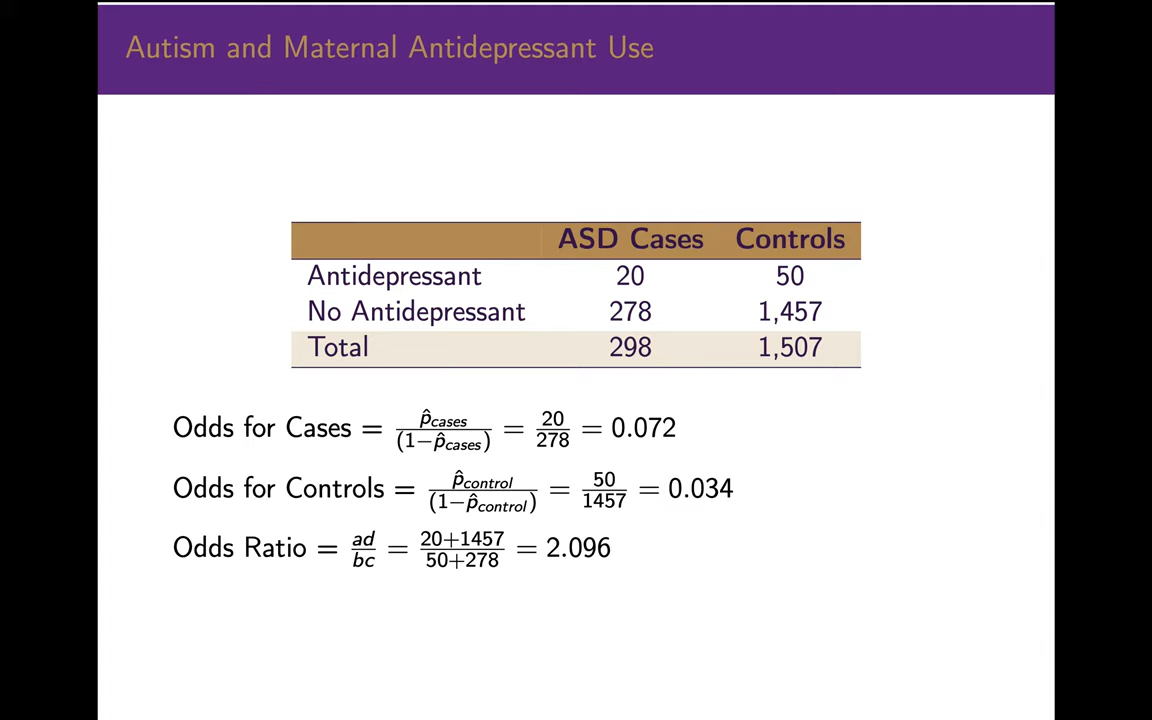 Autism and Maternal Antidepressant Use
ASD Cases Controls
Antidepressant 20 50
No Antidepressant 278 1,457
Total 298 1,507
Odds for Cases = p̂cases/(1−p̂cases) = 20/278 = 0.072
Odds for Controls = p̂control/(1−p̂control) = 50/1457 = 0.034
Odds Ratio = ad/bc = 20+1457/50+278 = 2.096